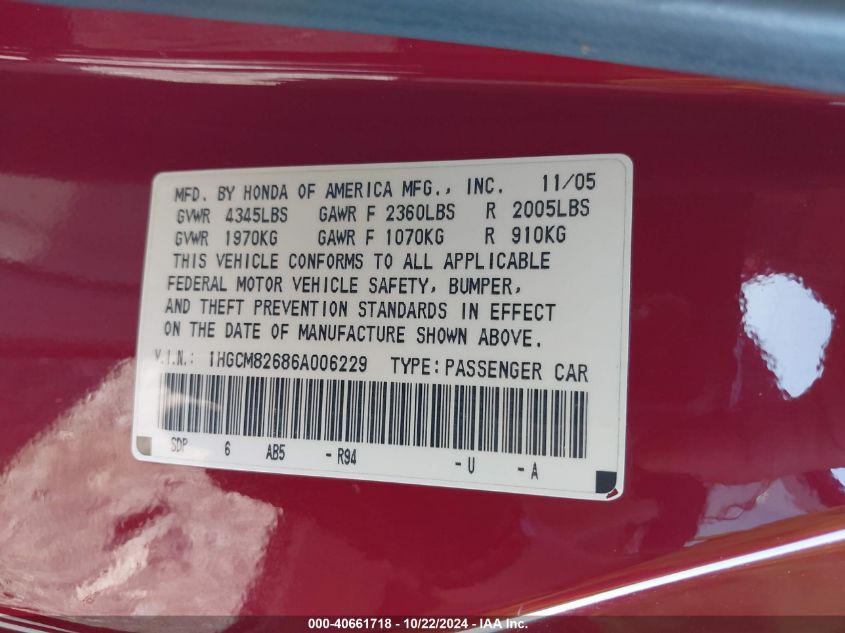 MFD. BY HONDA OF AMERICA MFG., INC. 11/05
GVWR 4345LBS GAWR F 2360LBS R 2005LBS
GVWR 1970KG GAWR F 1070KG R 910KG
THIS VEHICLE CONFORMS TO ALL APPLICABLE
FEDERAL MOTOR VEHICLE SAFETY, BUMPER,
AND THEFT PREVENTION STANDARDS IN EFFECT
ON THE DATE OF MANUFACTURE SHOWN ABOVE.
V.I.N.: 1HGCM82686A006229 TYPE: PASSENGER CAR
SDP 6 AB5 - R94 - U - A
000-40661718 - 10/22/2024 - IAA Inc.